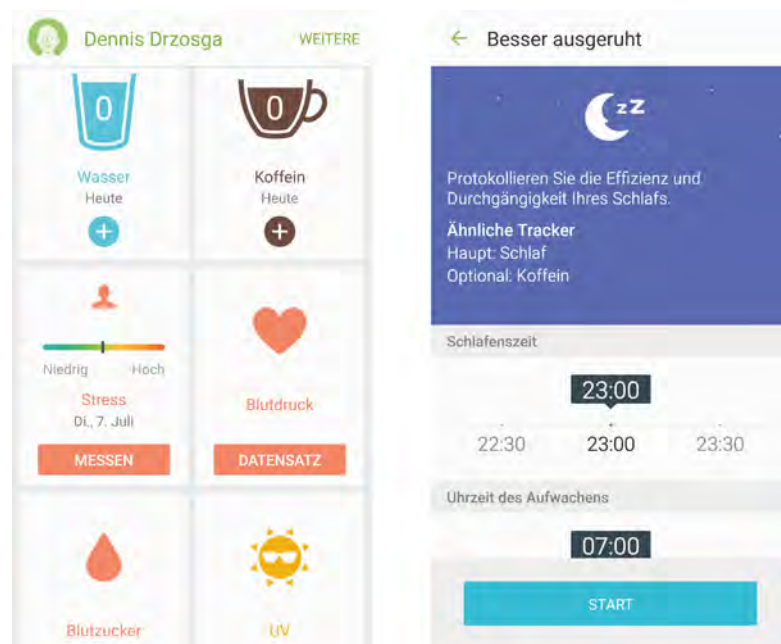 Dennis Drzosga
WEITERE
0
0
Wasser
Koffein
Heute
Heute
Niedrig
Hoch
Stress
Di., 7. Juli
MESSEN
Blutdruck
DATENSATZ
Blutzucker
UV
Besser ausgeruht
zZ
Protokollieren Sie die Effizienz und
Durchgängigkeit Ihres Schlafs.
Ähnliche Tracker
Haupt: Schlaf
Optional: Koffein
Schlafenszeit
23:00
22:30
23:00
23:30
Uhrzeit des Aufwachens
07:00
START